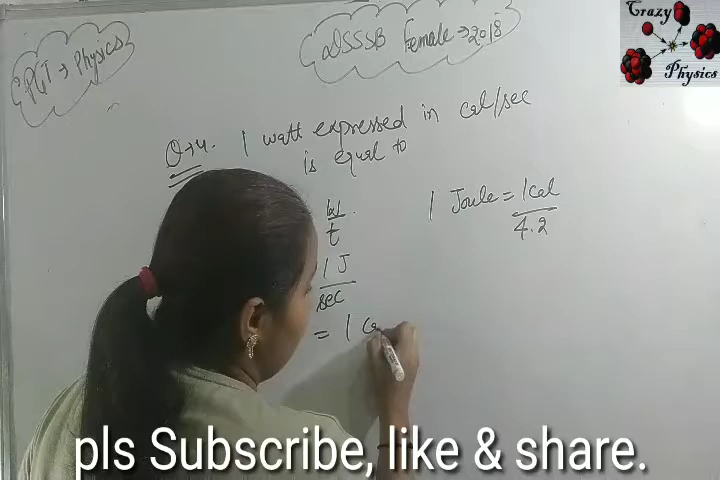 Crazy
Physics
PGT → Physics
DSSSB Female → 2018
Q→4. 1 watt expressed in cal/sec
is equal to
W
t
1 J
sec
= 1 Ca
1 Joule = 1 Cal
4.2
pls Subscribe, like & share.